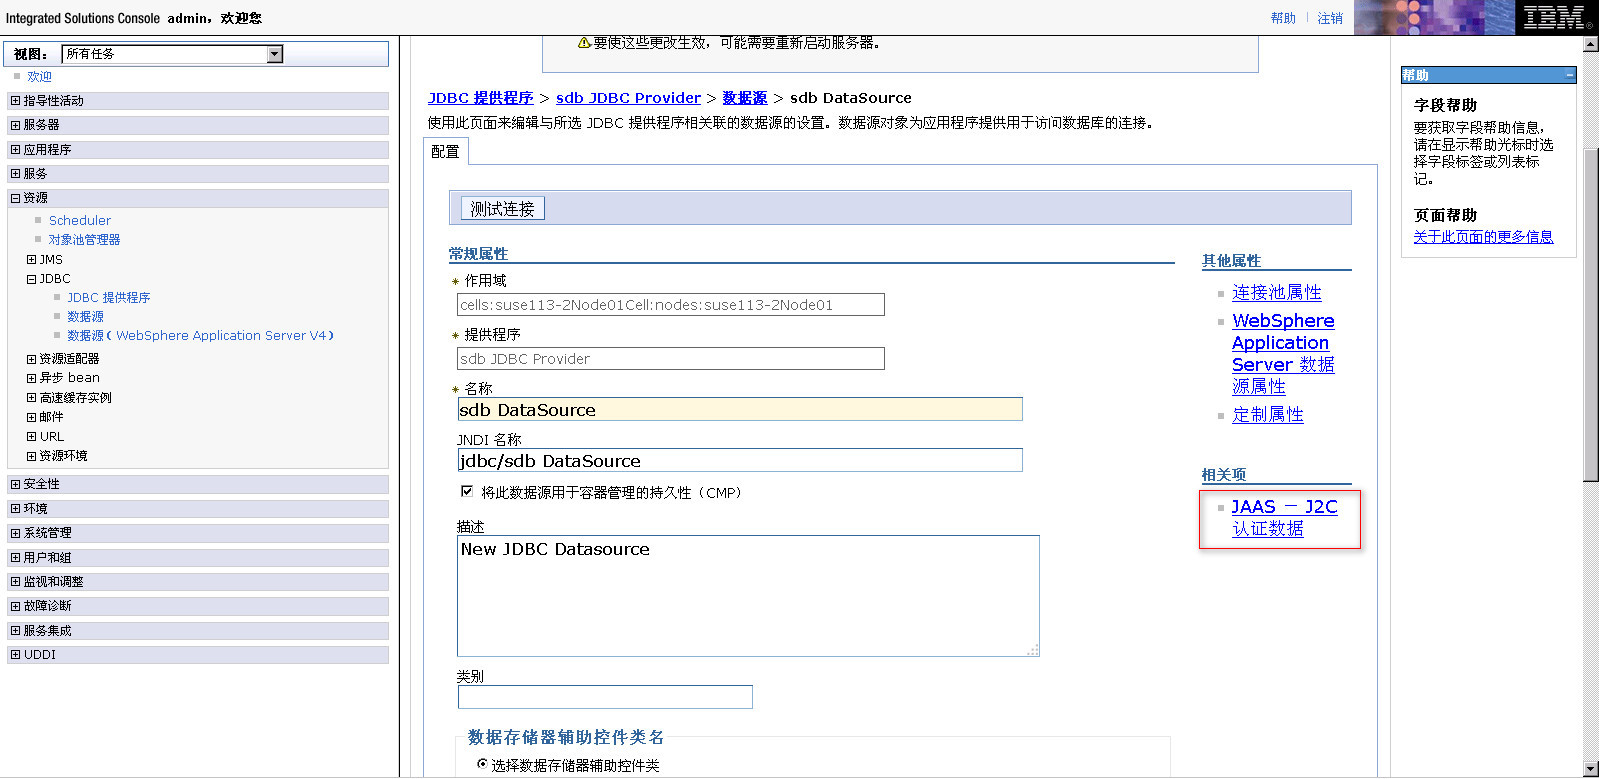 Integrated Solutions Console admin，欢迎您
帮助 注销
IBM
视图： 所有任务
欢迎
指导性活动
服务器
应用程序
服务
资源
Scheduler
对象池管理器
JMS
JDBC
JDBC 提供程序
数据源
数据源（WebSphere Application Server V4）
资源适配器
异步 bean
高速缓存实例
邮件
URL
资源环境
安全性
环境
系统管理
用户和组
监视和调整
故障诊断
服务集成
UDDI
要使这些更改生效，可能需要重新启动服务器。
JDBC 提供程序 > sdb JDBC Provider > 数据源 > sdb DataSource
使用此页面来编辑与所选 JDBC 提供程序相关联的数据源的设置。数据源对象为应用程序提供用于访问数据库的连接。
配置
测试连接
常规属性
* 作用域
cells:suse113-2Node01Cell:nodes:suse113-2Node01
* 提供程序
sdb JDBC Provider
* 名称
sdb DataSource
JNDI 名称
jdbc/sdb DataSource
将此数据源用于容器管理的持久性（CMP）
描述
New JDBC Datasource
类别
数据存储器辅助控件类名
选择数据存储器辅助控件类
其他属性
连接池属性
WebSphere
Application
Server 数据
源属性
定制属性
相关项
JAAS － J2C
认证数据
帮助
字段帮助
要获取字段帮助信息，
请在显示帮助光标时选
择字段标签或列表标
记。
页面帮助
关于此页面的更多信息